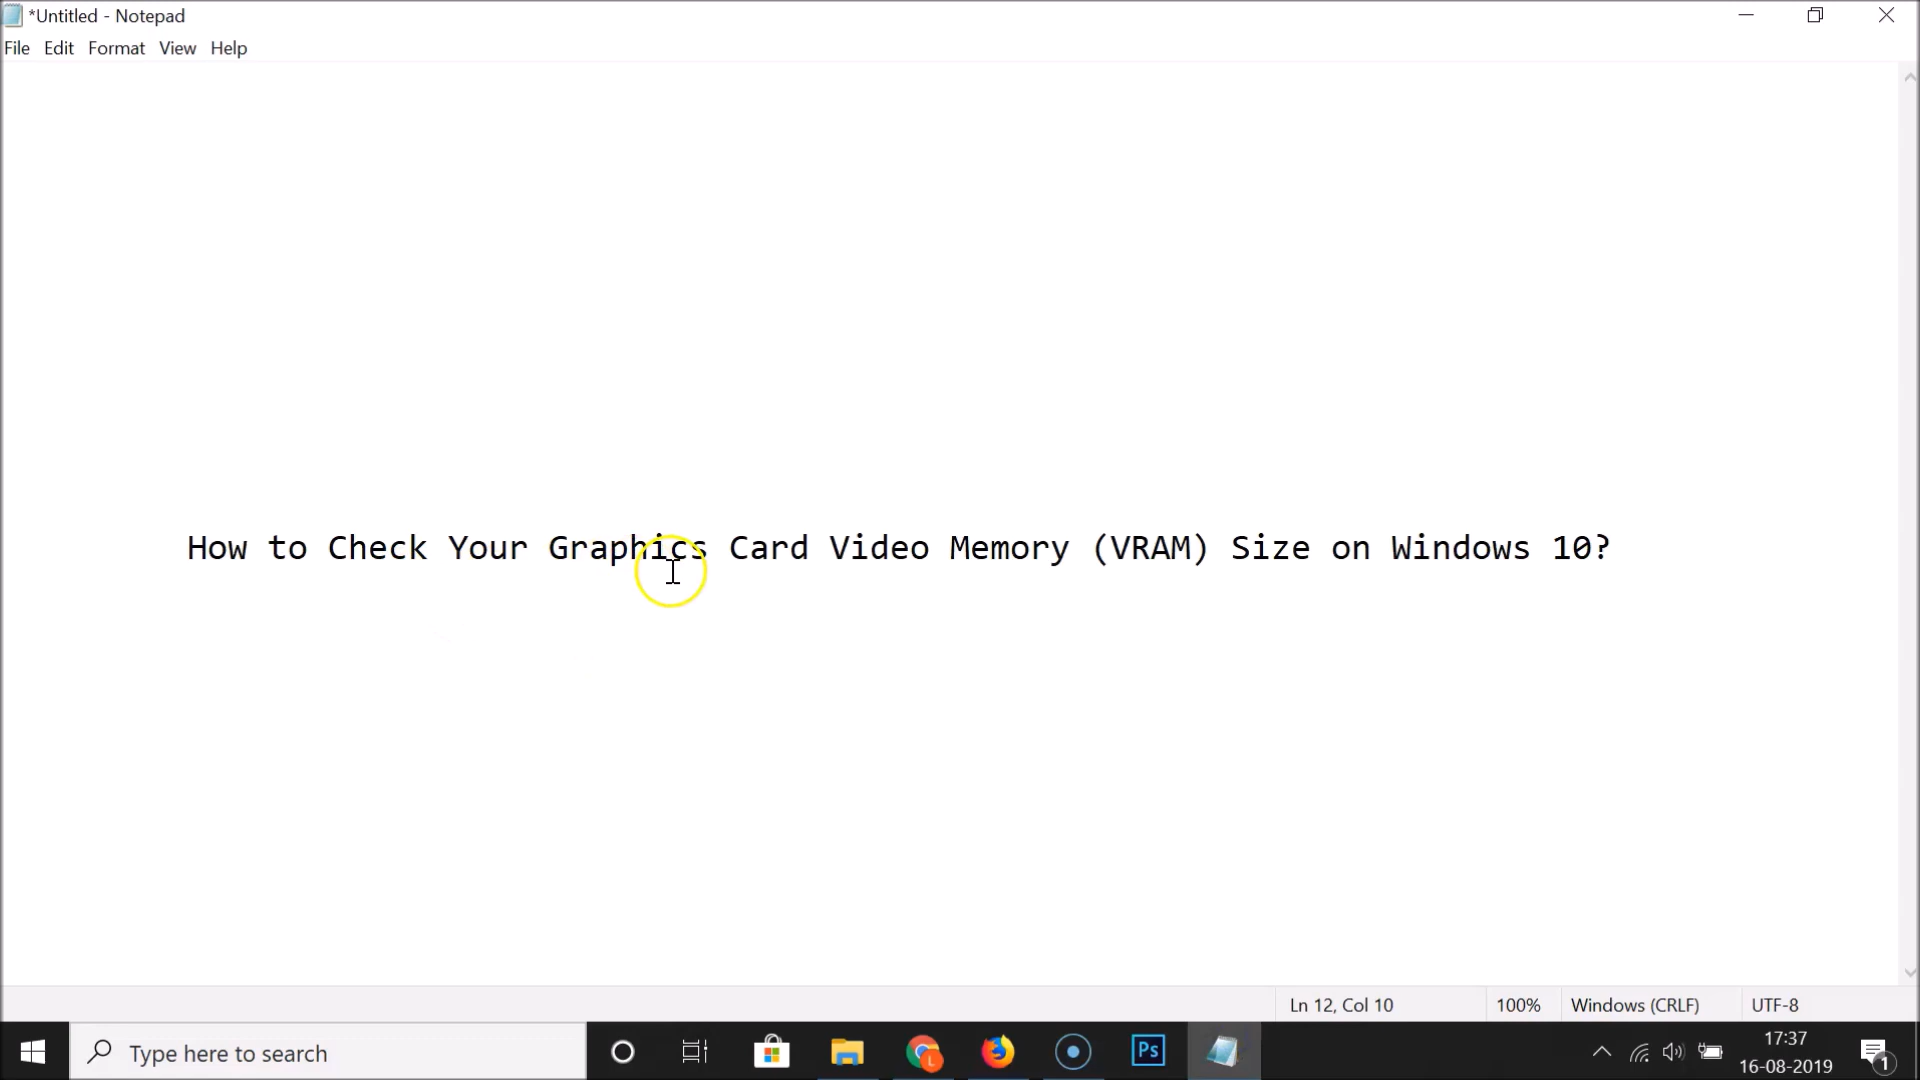 *Untitled - Notepad
File Edit Format View Help
How to Check Your Graphics Card Video Memory (VRAM) Size on Windows 10?
Ln 12, Col 10 100% Windows (CRLF) UTF-8
Type here to search
L
Ps
17:37
16-08-2019
1